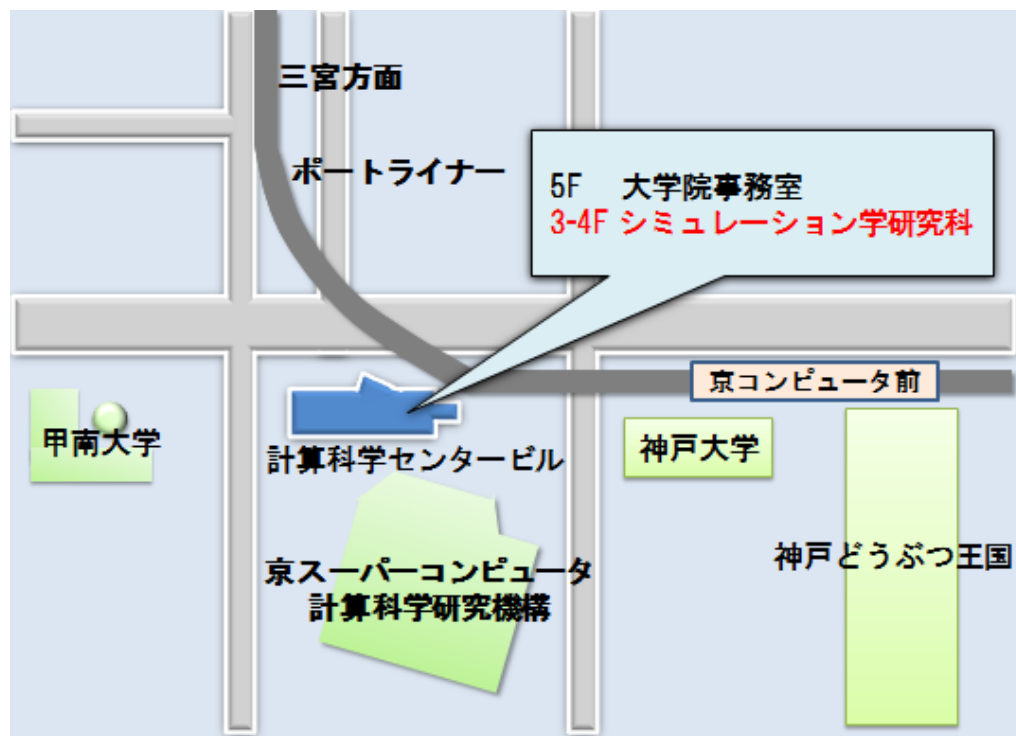 三宮方面
ポートライナー
5F 大学院事務室
3-4F シミュレーション学研究科
京コンピュータ前
甲南大学
計算科学センタービル
神戸大学
京スーパーコンピュータ
計算科学研究機構
神戸どうぶつ王国